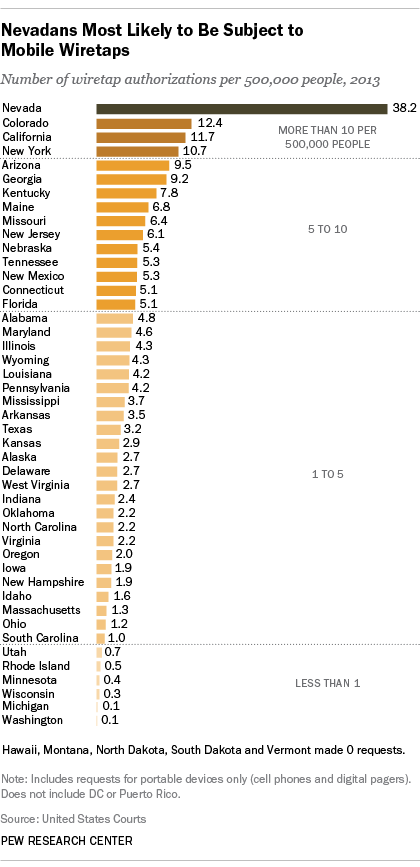 Nevadans Most Likely to Be Subject to
Mobile Wiretaps
Number of wiretap authorizations per 500,000 people, 2013
Nevada 38.2
Colorado 12.4
California 11.7
New York 10.7
MORE THAN 10 PER
500,000 PEOPLE
Arizona 9.5
Georgia 9.2
Kentucky 7.8
Maine 6.8
Missouri 6.4
New Jersey 6.1
Nebraska 5.4
Tennessee 5.3
New Mexico 5.3
Connecticut 5.1
Florida 5.1
5 TO 10
Alabama 4.8
Maryland 4.6
Illinois 4.3
Wyoming 4.3
Louisiana 4.2
Pennsylvania 4.2
Mississippi 3.7
Arkansas 3.5
Texas 3.2
Kansas 2.9
Alaska 2.7
Delaware 2.7
West Virginia 2.7
Indiana 2.4
Oklahoma 2.2
North Carolina 2.2
Virginia 2.2
Oregon 2.0
Iowa 1.9
New Hampshire 1.9
Idaho 1.6
Massachusetts 1.3
Ohio 1.2
South Carolina 1.0
1 TO 5
Utah 0.7
Rhode Island 0.5
Minnesota 0.4
Wisconsin 0.3
Michigan 0.1
Washington 0.1
LESS THAN 1
Hawaii, Montana, North Dakota, South Dakota and Vermont made 0 requests.
Note: Includes requests for portable devices only (cell phones and digital pagers).
Does not include DC or Puerto Rico.
Source: United States Courts
PEW RESEARCH CENTER